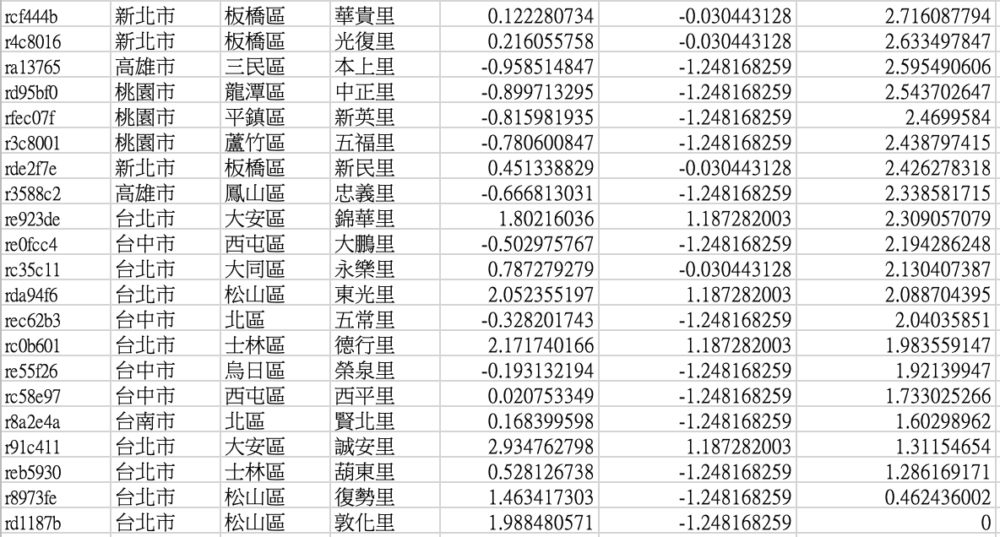 rcf444b 新北市 板橋區 華貴里 0.122280734 -0.030443128 2.716087794
r4c8016 新北市 板橋區 光復里 0.216055758 -0.030443128 2.633497847
ra13765 高雄市 三民區 本上里 -0.958514847 -1.248168259 2.595490606
rd95bf0 桃園市 龍潭區 中正里 -0.899713295 -1.248168259 2.543702647
rfec07f 桃園市 平鎮區 新英里 -0.815981935 -1.248168259 2.4699584
r3c8001 桃園市 蘆竹區 五福里 -0.780600847 -1.248168259 2.438797415
rde2f7e 新北市 板橋區 新民里 0.451338829 -0.030443128 2.426278318
r3588c2 高雄市 鳳山區 忠義里 -0.666813031 -1.248168259 2.338581715
re923de 台北市 大安區 錦華里 1.80216036 1.187282003 2.309057079
re0fcc4 台中市 西屯區 大鵬里 -0.502975767 -1.248168259 2.194286248
rc35c11 台北市 大同區 永樂里 0.787279279 -0.030443128 2.130407387
rda94f6 台北市 松山區 東光里 2.052355197 1.187282003 2.088704395
rec62b3 台中市 北區 五常里 -0.328201743 -1.248168259 2.04035851
rc0b601 台北市 士林區 德行里 2.171740166 1.187282003 1.983559147
re55f26 台中市 烏日區 榮泉里 -0.193132194 -1.248168259 1.92139947
rc58e97 台中市 西屯區 西平里 0.020753349 -1.248168259 1.733025266
r8a2e4a 台南市 北區 賢北里 0.168399598 -1.248168259 1.60298962
r91c411 台北市 大安區 誠安里 2.934762798 1.187282003 1.31154654
reb5930 台北市 士林區 葫東里 0.528126738 -1.248168259 1.286169171
r8973fe 台北市 松山區 復勢里 1.463417303 -1.248168259 0.462436002
rd1187b 台北市 松山區 敦化里 1.988480571 -1.248168259 0